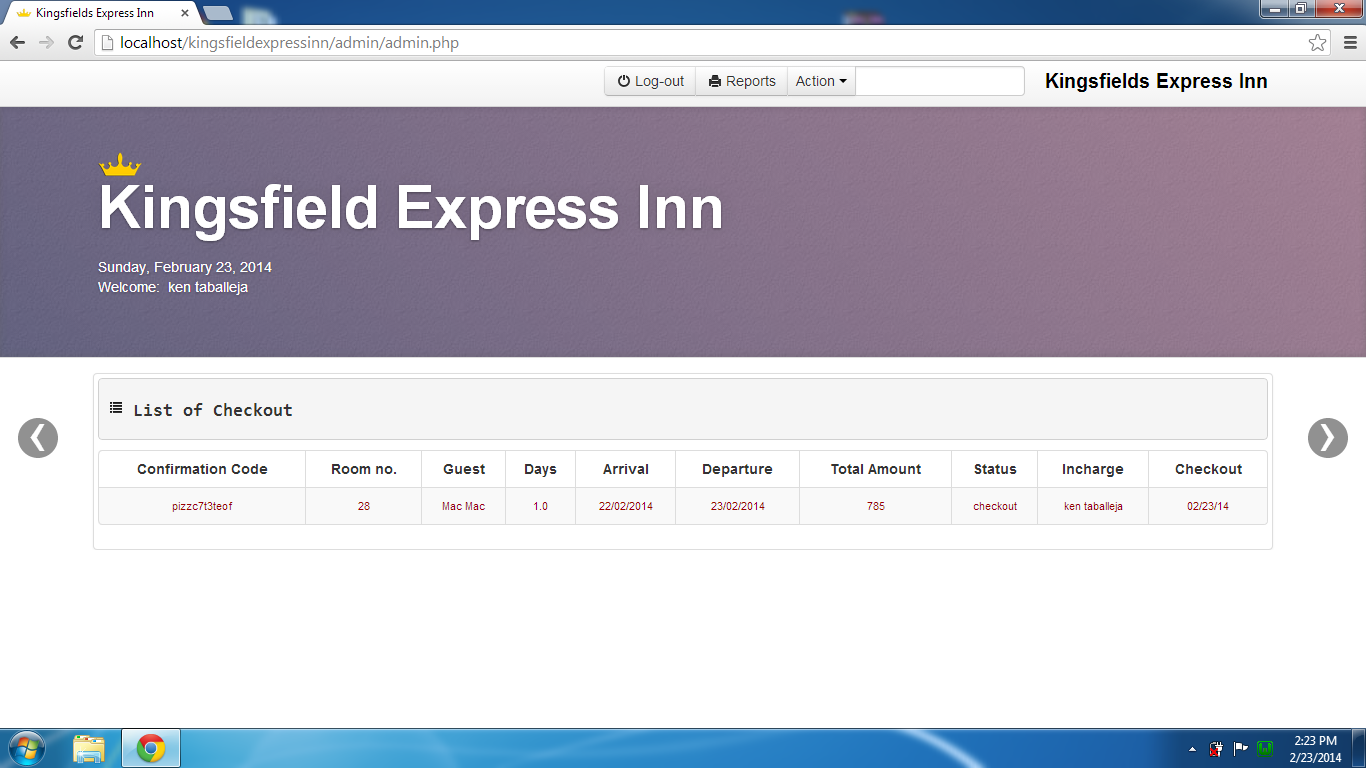 Kingsfields Express Inn
localhost/kingsfieldexpressinn/admin/admin.php
Log-out Reports Action Kingsfields Express Inn
Kingsfield Express Inn
Sunday, February 23, 2014
Welcome: ken taballeja
List of Checkout
Confirmation Code Room no. Guest Days Arrival Departure Total Amount Status Incharge Checkout
pizzc7t3teof 28 Mac Mac 1.0 22/02/2014 23/02/2014 785 checkout ken taballeja 02/23/14
2:23 PM
2/23/2014